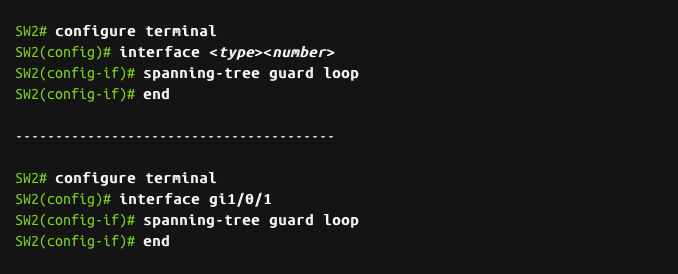 SW2# configure terminal
SW2(config)# interface <type><number>
SW2(config-if)# spanning-tree guard loop
SW2(config-if)# end
----------------------------------------
SW2# configure terminal
SW2(config)# interface gi1/0/1
SW2(config-if)# spanning-tree guard loop
SW2(config-if)# end